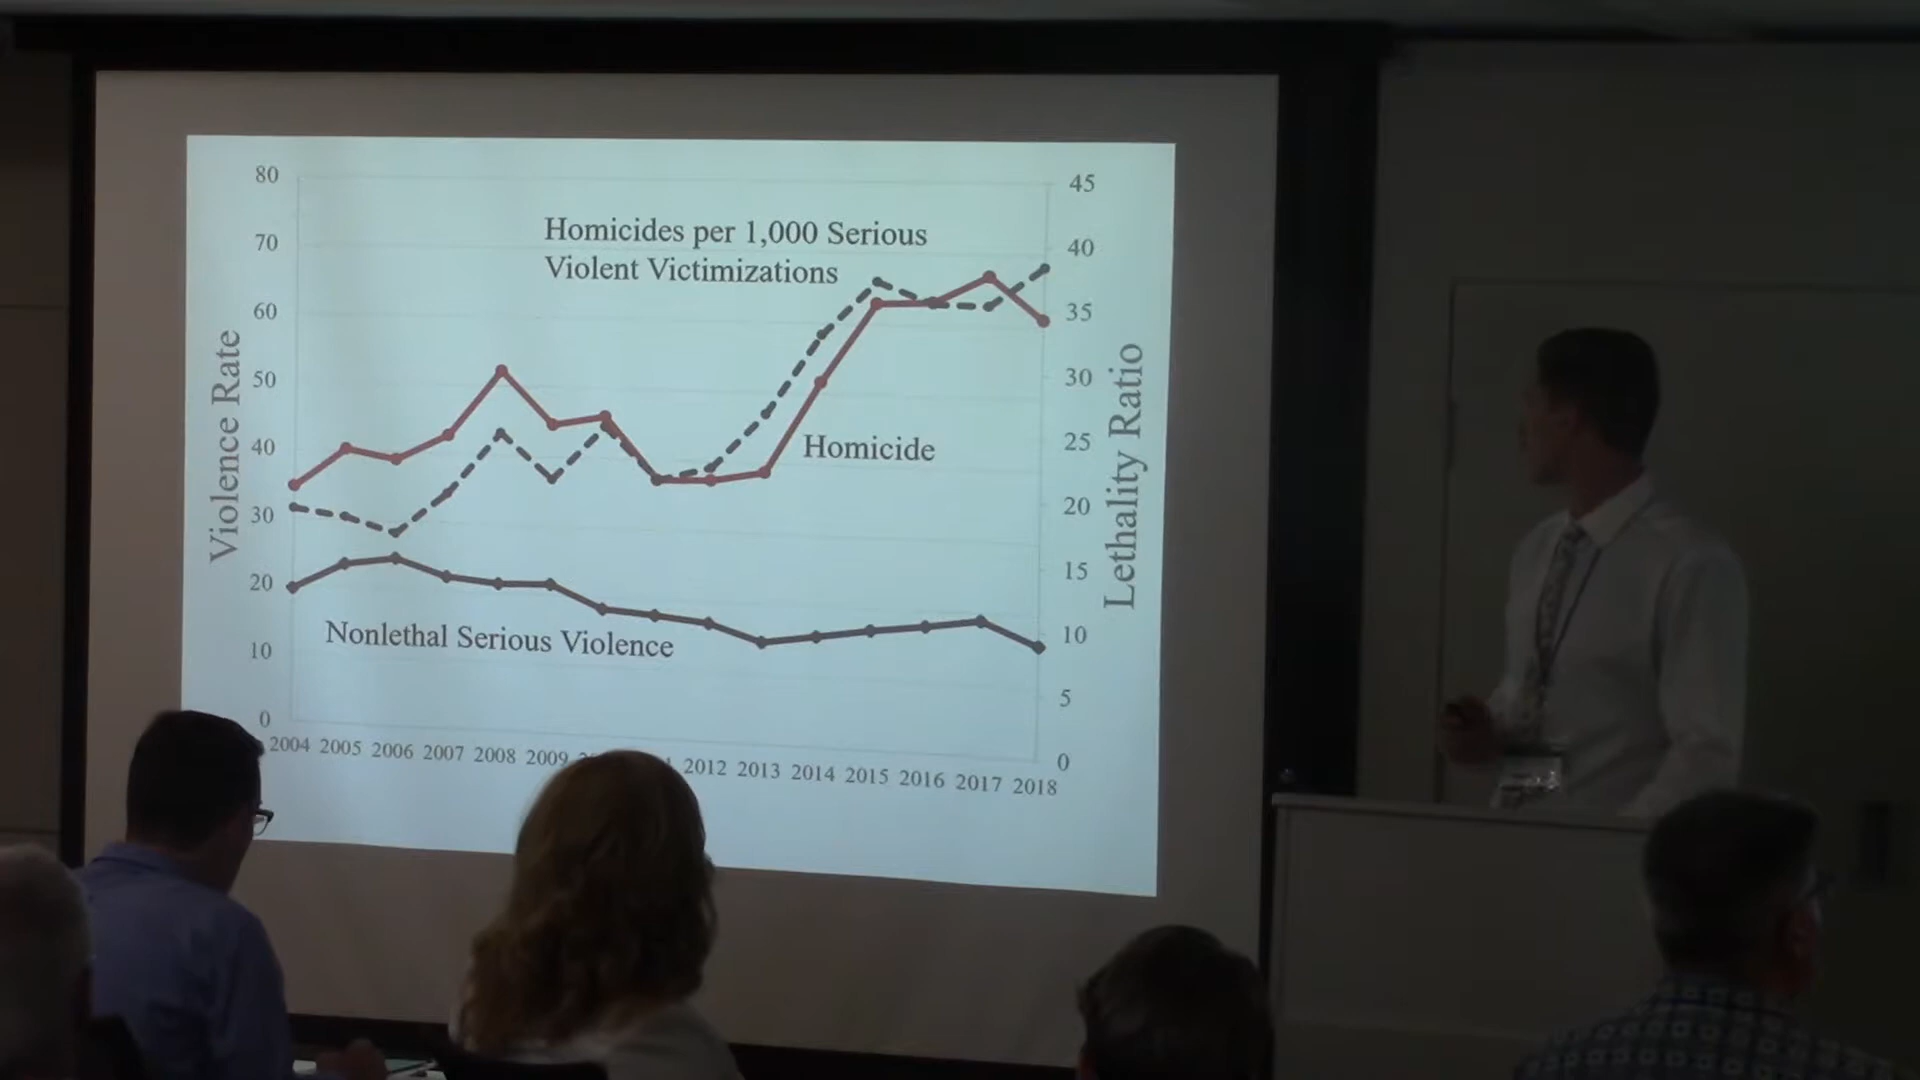 Homicides per 1,000 Serious
Violent Victimizations
Homicide
Nonlethal Serious Violence
Violence Rate
80
70
60
50
40
30
20
10
0
Lethality Ratio
45
40
35
30
25
20
15
10
5
0
2004 2005 2006 2007 2008 2009 2012 2013 2014 2015 2016 2017 2018